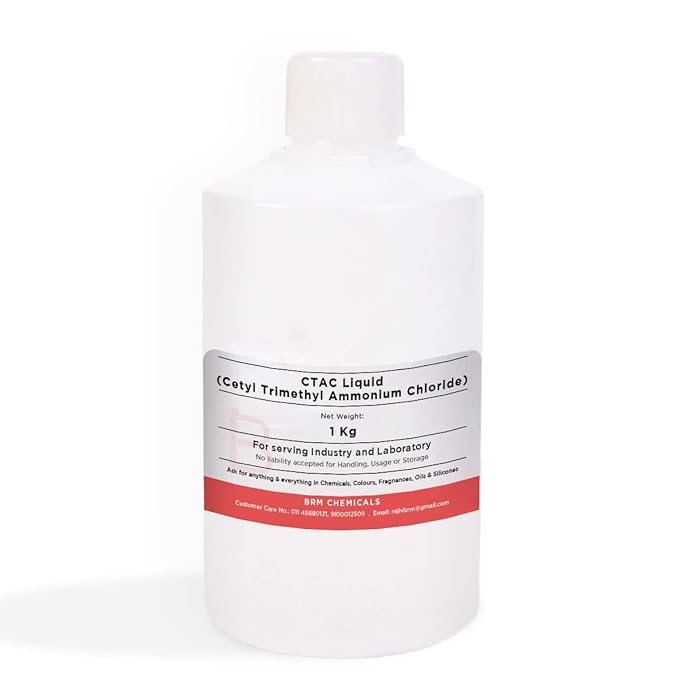 CTAC Liquid
(Cetyl Trimethyl Ammonium Chloride)
Net Weight:
1 Kg
For serving Industry and Laboratory
No liability accepted for Handling, Usage or Storage
Ask for anything & everything in Chemicals, Colours, Fragnances, Oils & Silicones
BRM CHEMICALS
Customer Care No.: 011 45680121, 9810012509 . Email: rajivbrm@gmail.com